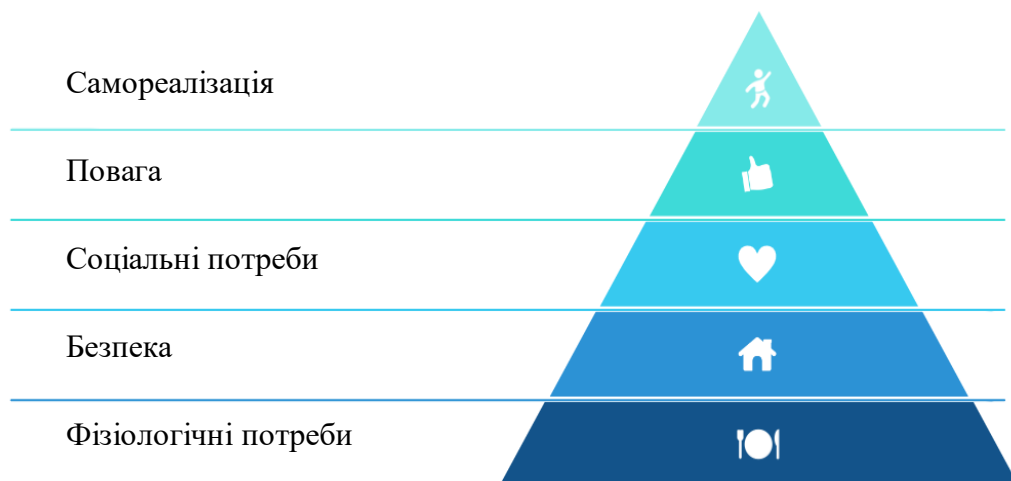 Самореалізація
Повага
Соціальні потреби
Безпека
Фізіологічні потреби